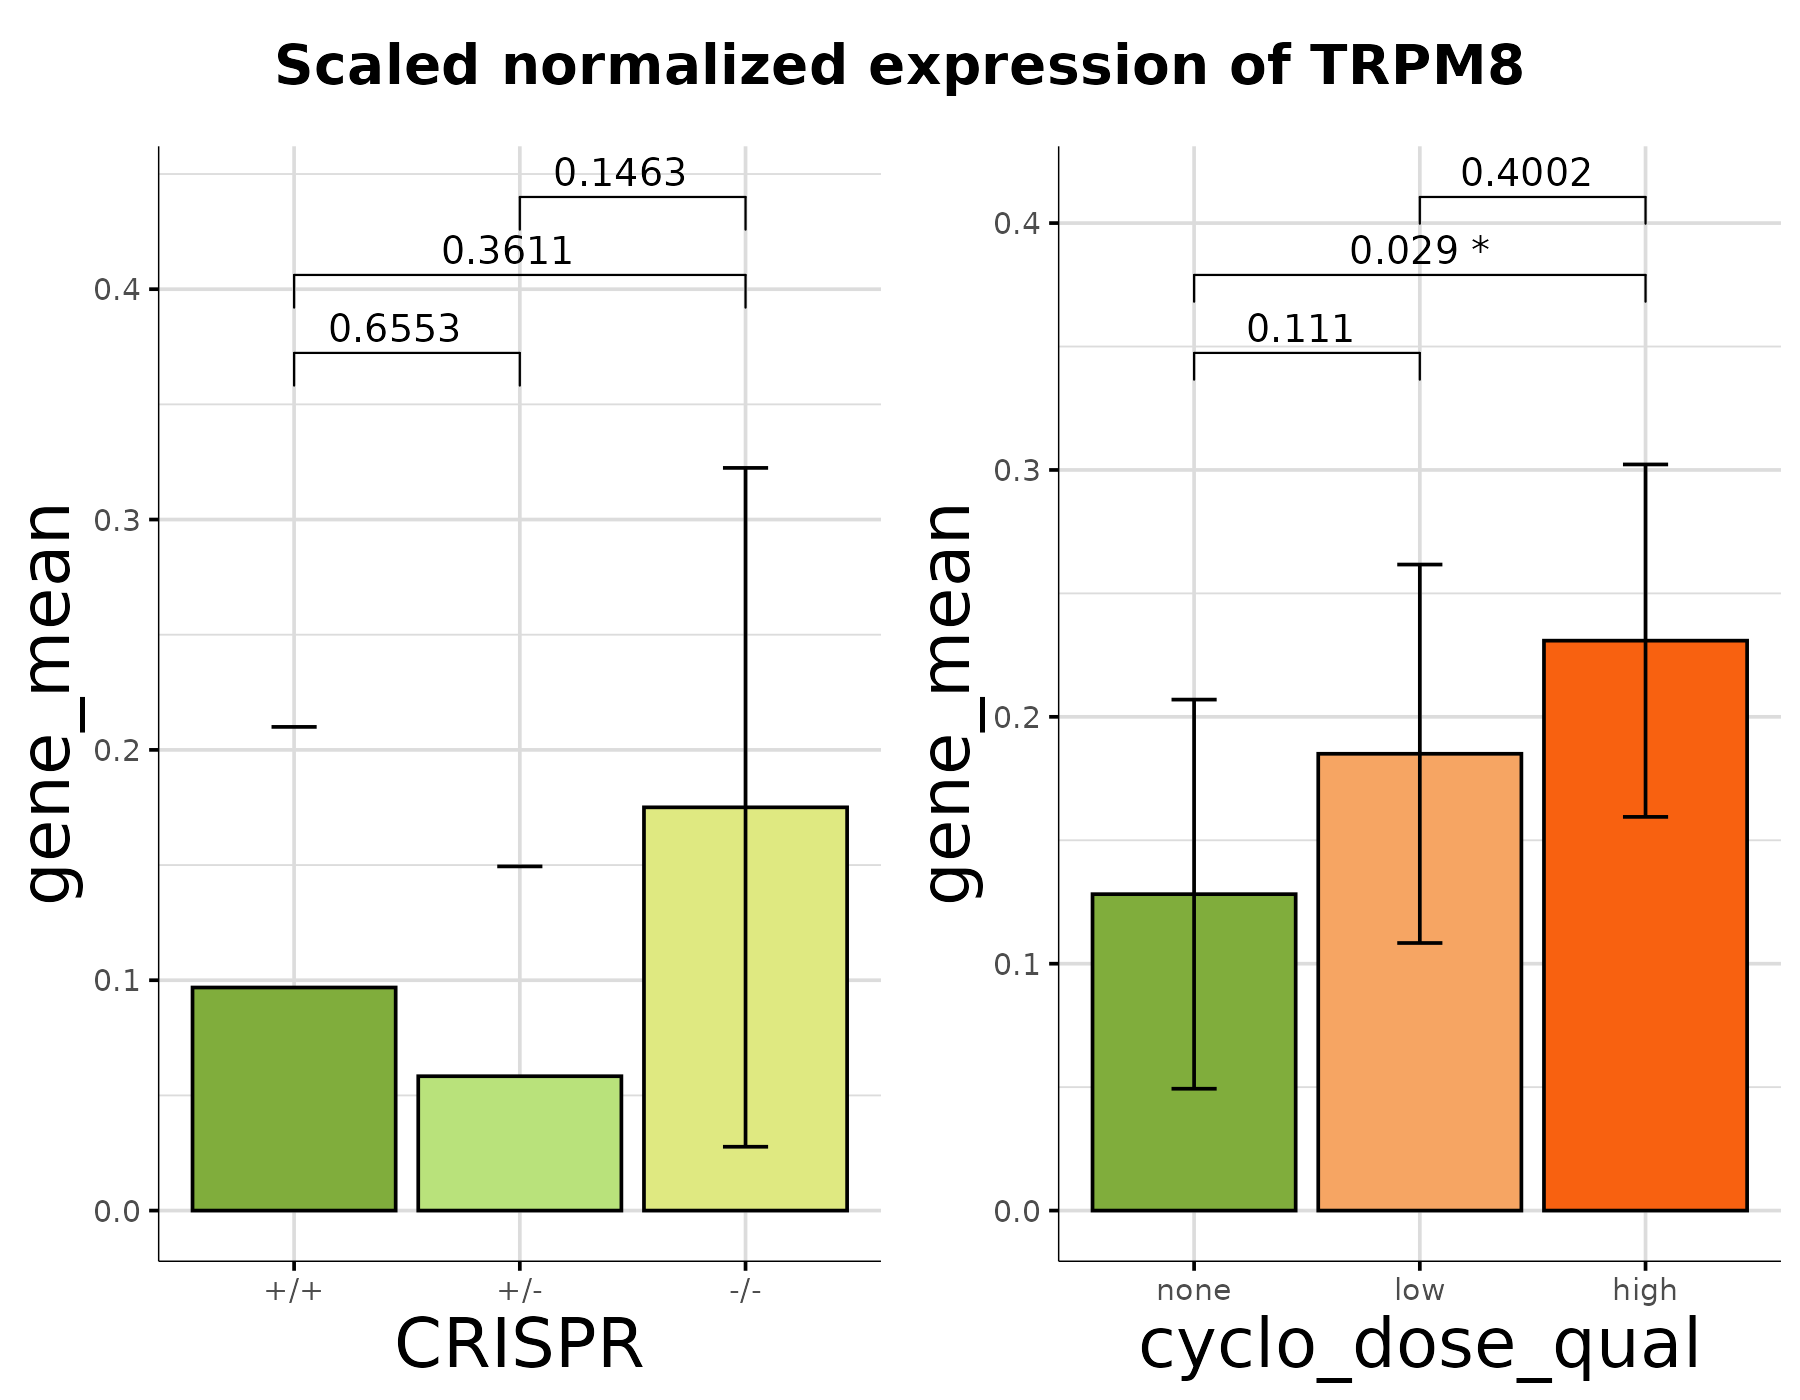 Scaled normalized expression of TRPM8
gene_mean
0.4
0.3
0.2
0.1
0.0
0.1463
0.3611
0.6553
+/+
+/-
-/-
CRISPR
gene_mean
0.4
0.3
0.2
0.1
0.0
0.4002
0.029 *
0.111
none
low
high
cyclo_dose_qual